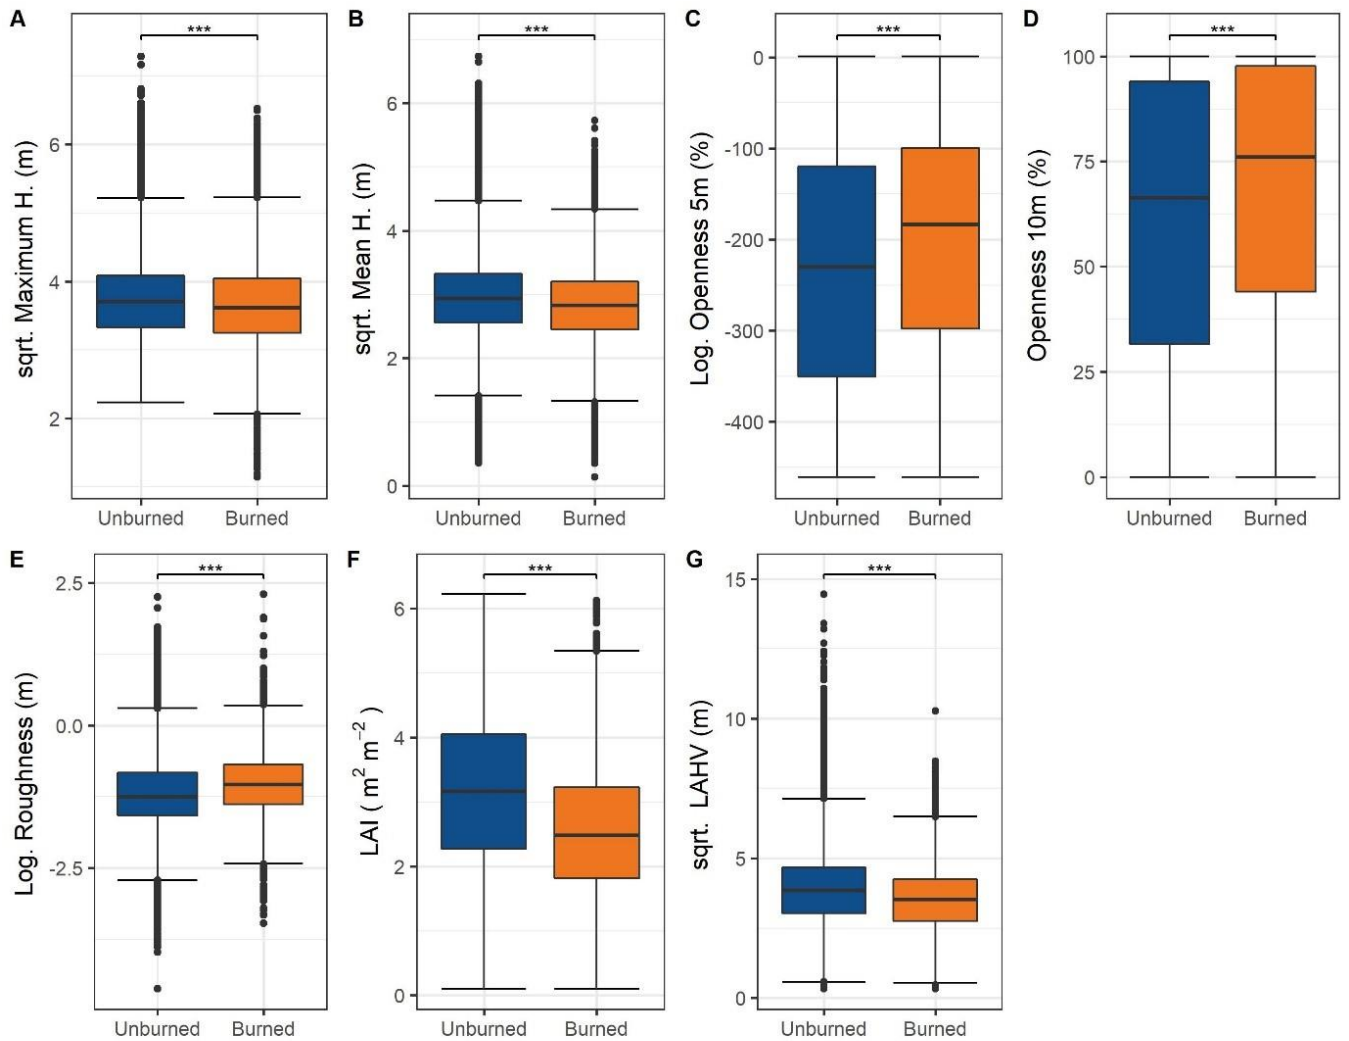 A
***
sqrt. Maximum H. (m)
6
4
2
Unburned
Burned
B
***
sqrt. Mean H. (m)
6
4
2
0
Unburned
Burned
C
***
Log. Openness 5m (%)
0
-100
-200
-300
-400
Unburned
Burned
D
***
Openness 10m (%)
100
75
50
25
0
Unburned
Burned
E
***
Log. Roughness (m)
2.5
0.0
-2.5
Unburned
Burned
F
***
LAI ( m² m⁻² )
6
4
2
0
Unburned
Burned
G
***
sqrt. LAHV (m)
15
10
5
0
Unburned
Burned